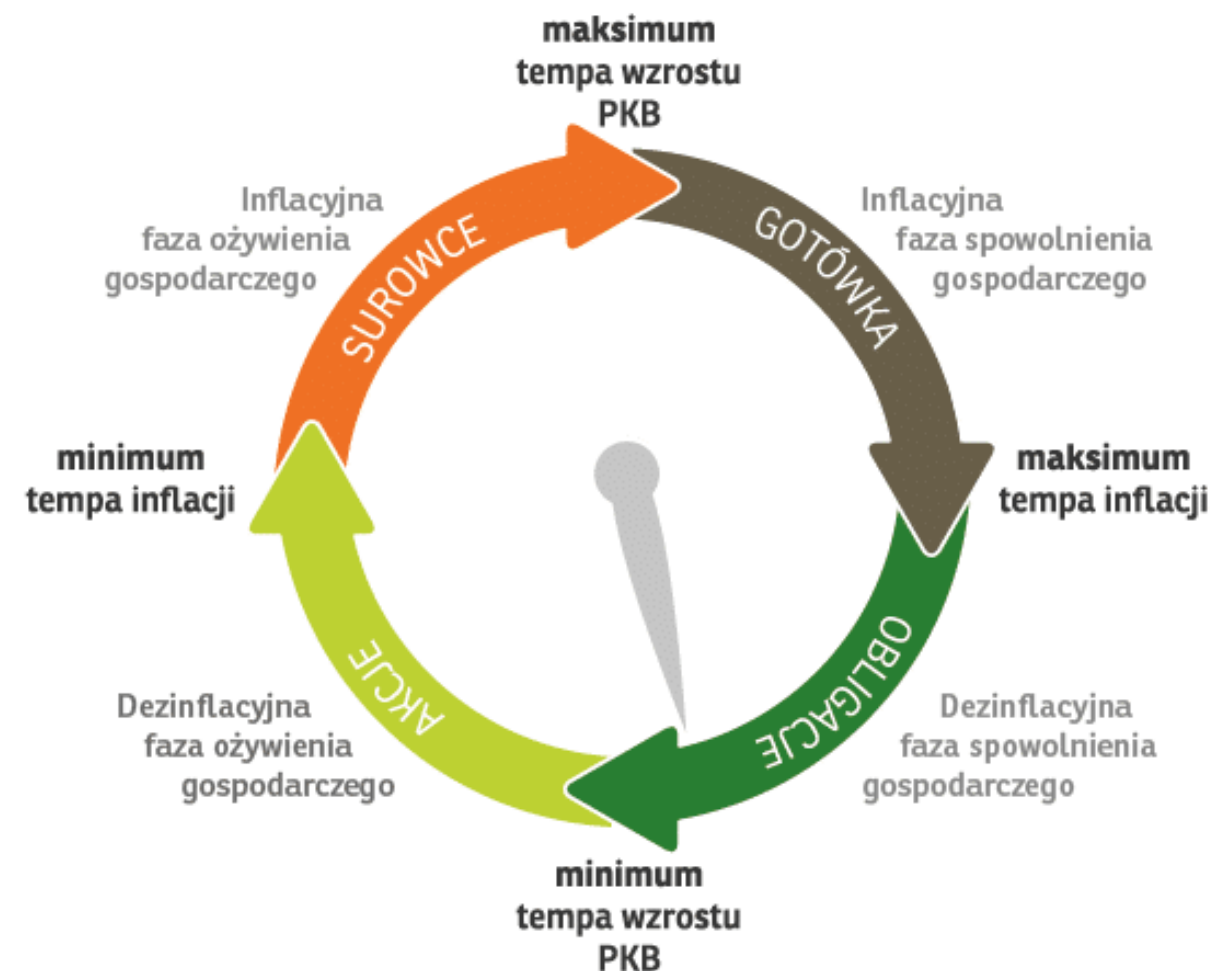 maksimum
tempa wzrostu
PKB
Inflacyjna
faza ożywienia
gospodarczego
SUROWCE
GOTÓWKA
Inflacyjna
faza spowolnienia
gospodarczego
minimum
tempa inflacji
maksimum
tempa inflacji
Dezinflacyjna
faza ożywienia
gospodarczego
AKCJE
OBLIGACJE
Dezinflacyjna
faza spowolnienia
gospodarczego
minimum
tempa wzrostu
PKB